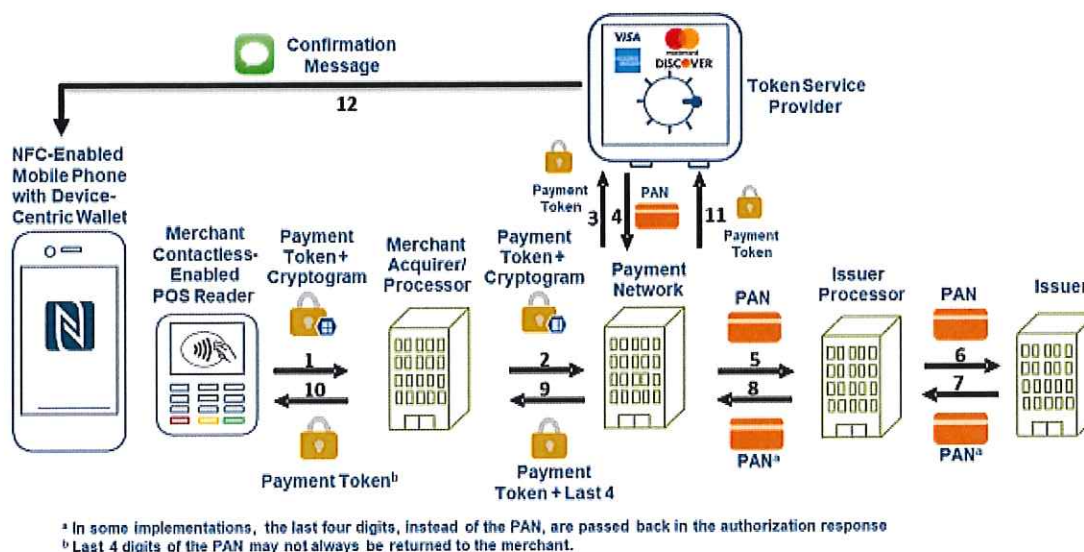 Confirmation
Message
12
VISA
mastercard
DISCOVER
Token Service
Provider
NFC-Enabled
Mobile Phone
with Device-
Centric Wallet
Merchant
Contactless-
Enabled
POS Reader
Payment
Token +
Cryptogram
1
10
Payment Tokenᵇ
Merchant
Acquirer/
Processor
Payment
Token +
Cryptogram
2
9
Payment
Token + Last 4
Payment
Token
3
4
PAN
11
Payment
Token
Payment
Network
PAN
5
8
PANᵃ
Issuer
Processor
PAN
6
7
PANᵃ
Issuer
ᵃ In some implementations, the last four digits, instead of the PAN, are passed back in the authorization response
ᵇ Last 4 digits of the PAN may not always be returned to the merchant.